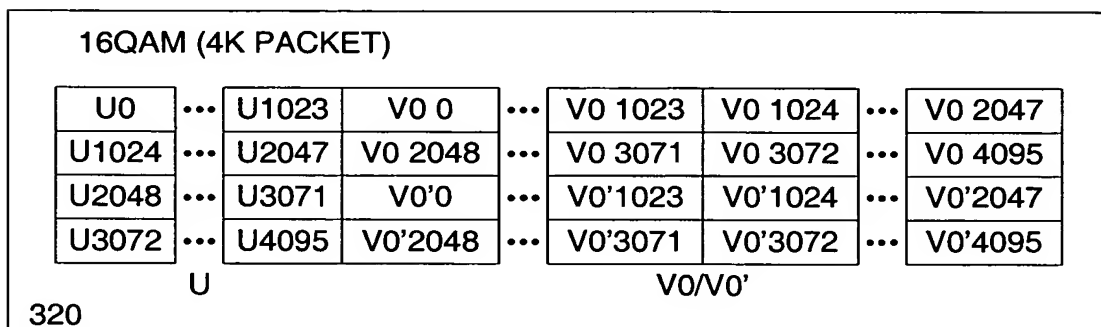 16QAM (4K PACKET)
U0 ••• U1023 V0 0 ••• V0 1023 V0 1024 ••• V0 2047
U1024 ••• U2047 V0 2048 ••• V0 3071 V0 3072 ••• V0 4095
U2048 ••• U3071 V0'0 ••• V0'1023 V0'1024 ••• V0'2047
U3072 ••• U4095 V0'2048 ••• V0'3071 V0'3072 ••• V0'4095
U V0/V0'
320